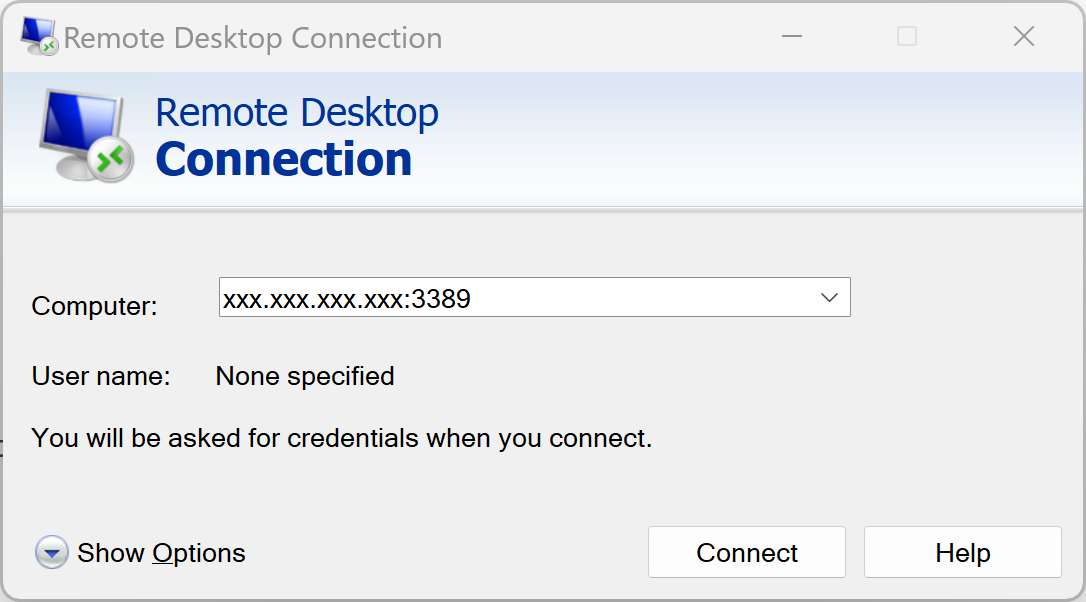 Remote Desktop Connection
Remote Desktop
Connection
Computer:
xxx.xxx.xxx.xxx:3389
User name:
None specified
You will be asked for credentials when you connect.
Show Options
Connect
Help